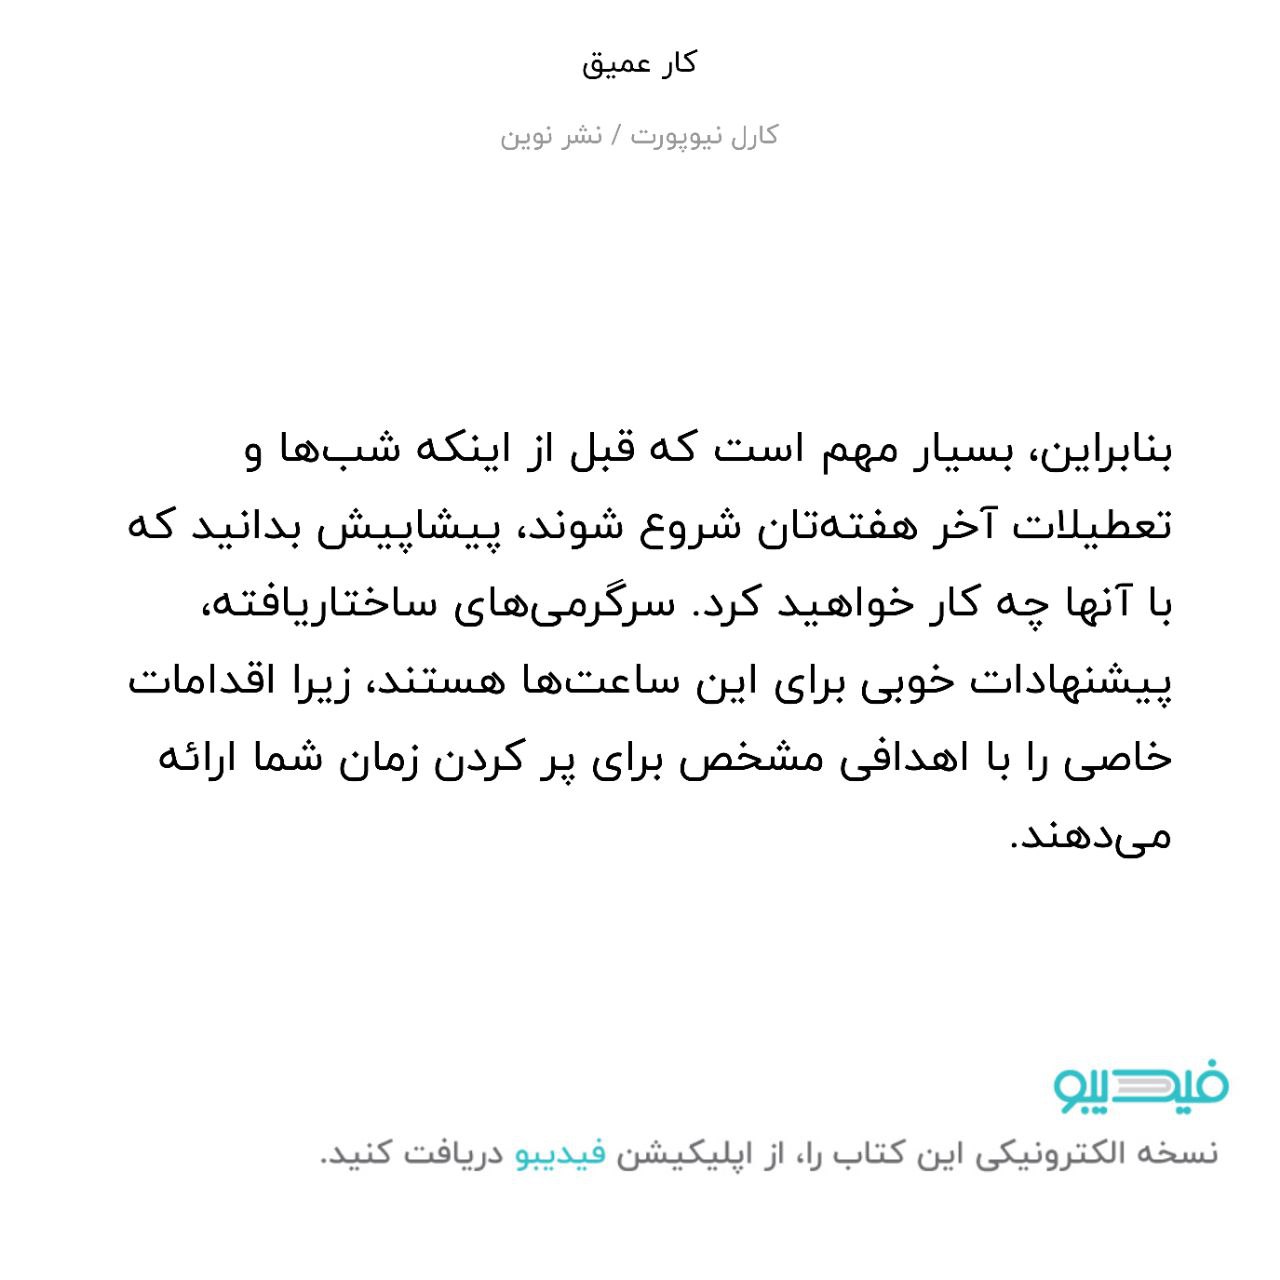 کار عمیق
کارل نیوپورت / نشر نوین
بنابراین، بسیار مهم است که قبل از اینکه شب‌ها و
تعطیلات آخر هفته‌تان شروع شوند، پیشاپیش بدانید که
با آنها چه کار خواهید کرد. سرگرمی‌های ساختاریافته،
پیشنهادات خوبی برای این ساعت‌ها هستند، زیرا اقدامات
خاصی را با اهدافی مشخص برای پر کردن زمان شما ارائه
می‌دهند.
فیدیبو
نسخه الکترونیکی این کتاب را، از اپلیکیشن فیدیبو دریافت کنید.